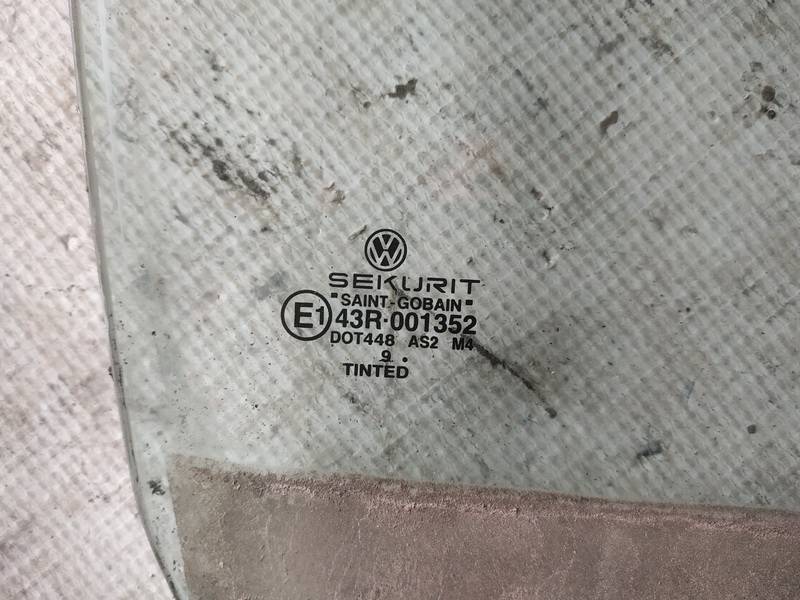 SEKURIT
SAINT-GOBAIN
E1 43R-001352
DOT448 AS2 M4
9 .
TINTED